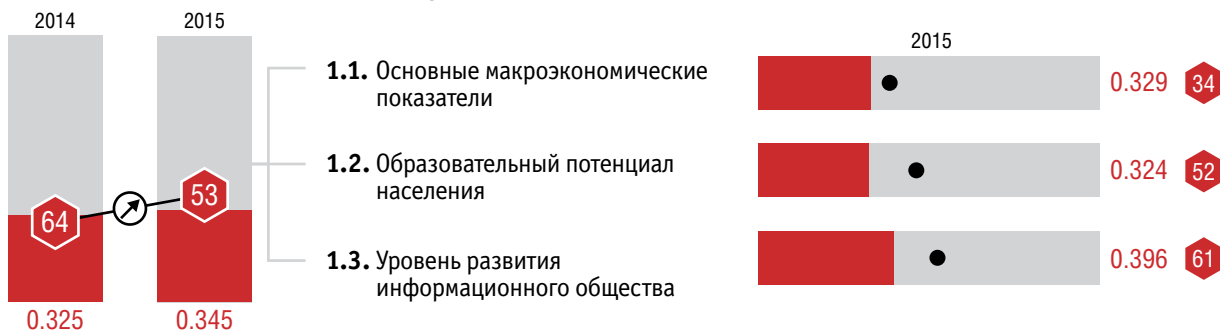 2014
2015
64
53
0.325
0.345
1.1. Основные макроэкономические
показатели
1.2. Образовательный потенциал
населения
1.3. Уровень развития
информационного общества
2015
0.329 34
0.324 52
0.396 61